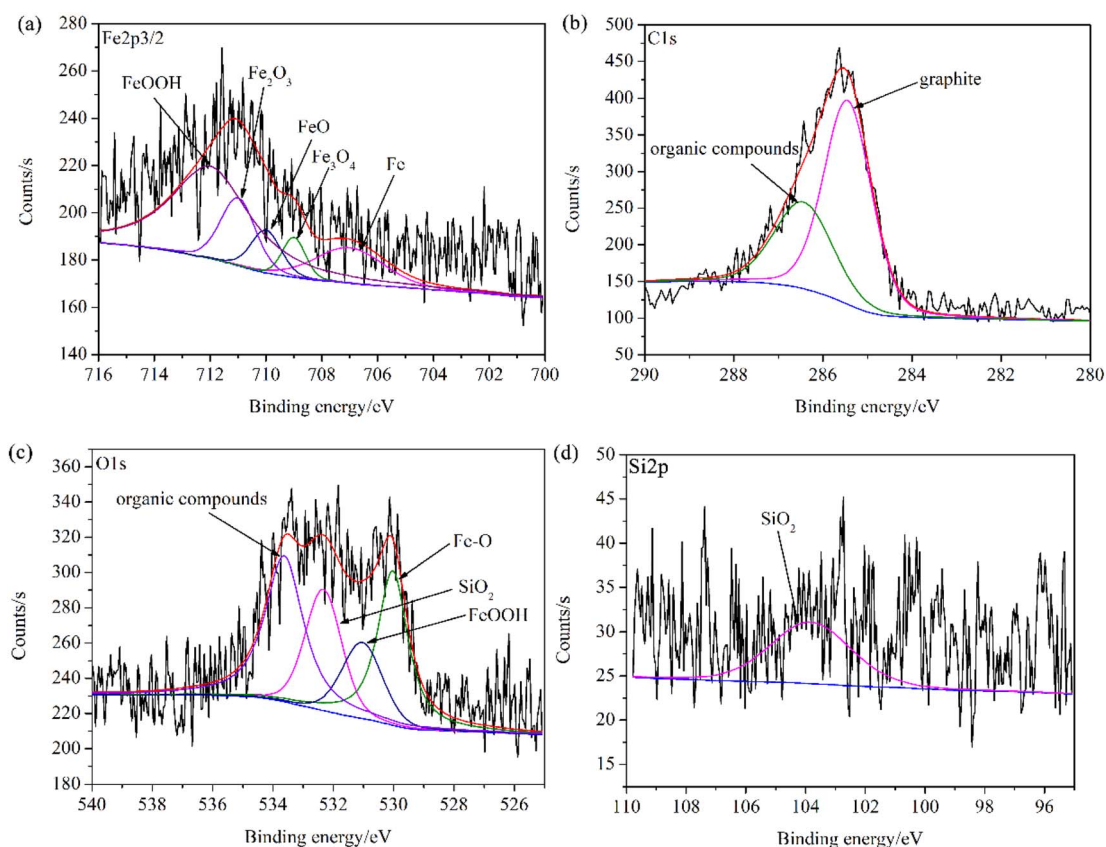 (a)
Fe2p3/2
FeOOH
Fe₂O₃
FeO
Fe₃O₄
Fe
Counts/s
280
260
240
220
200
180
160
140
716 714 712 710 708 706 704 702 700
Binding energy/eV
(b)
C1s
graphite
organic compounds
Counts/s
500
450
400
350
300
250
200
150
100
50
290 288 286 284 282 280
Binding energy/eV
(c)
O1s
organic compounds
Fe-O
SiO₂
FeOOH
Counts/s
360
340
320
300
280
260
240
220
200
180
540 538 536 534 532 530 528 526
Binding energy/eV
(d)
Si2p
SiO₂
Counts/s
50
45
40
35
30
25
20
15
110 108 106 104 102 100 98 96
Binding energy/eV